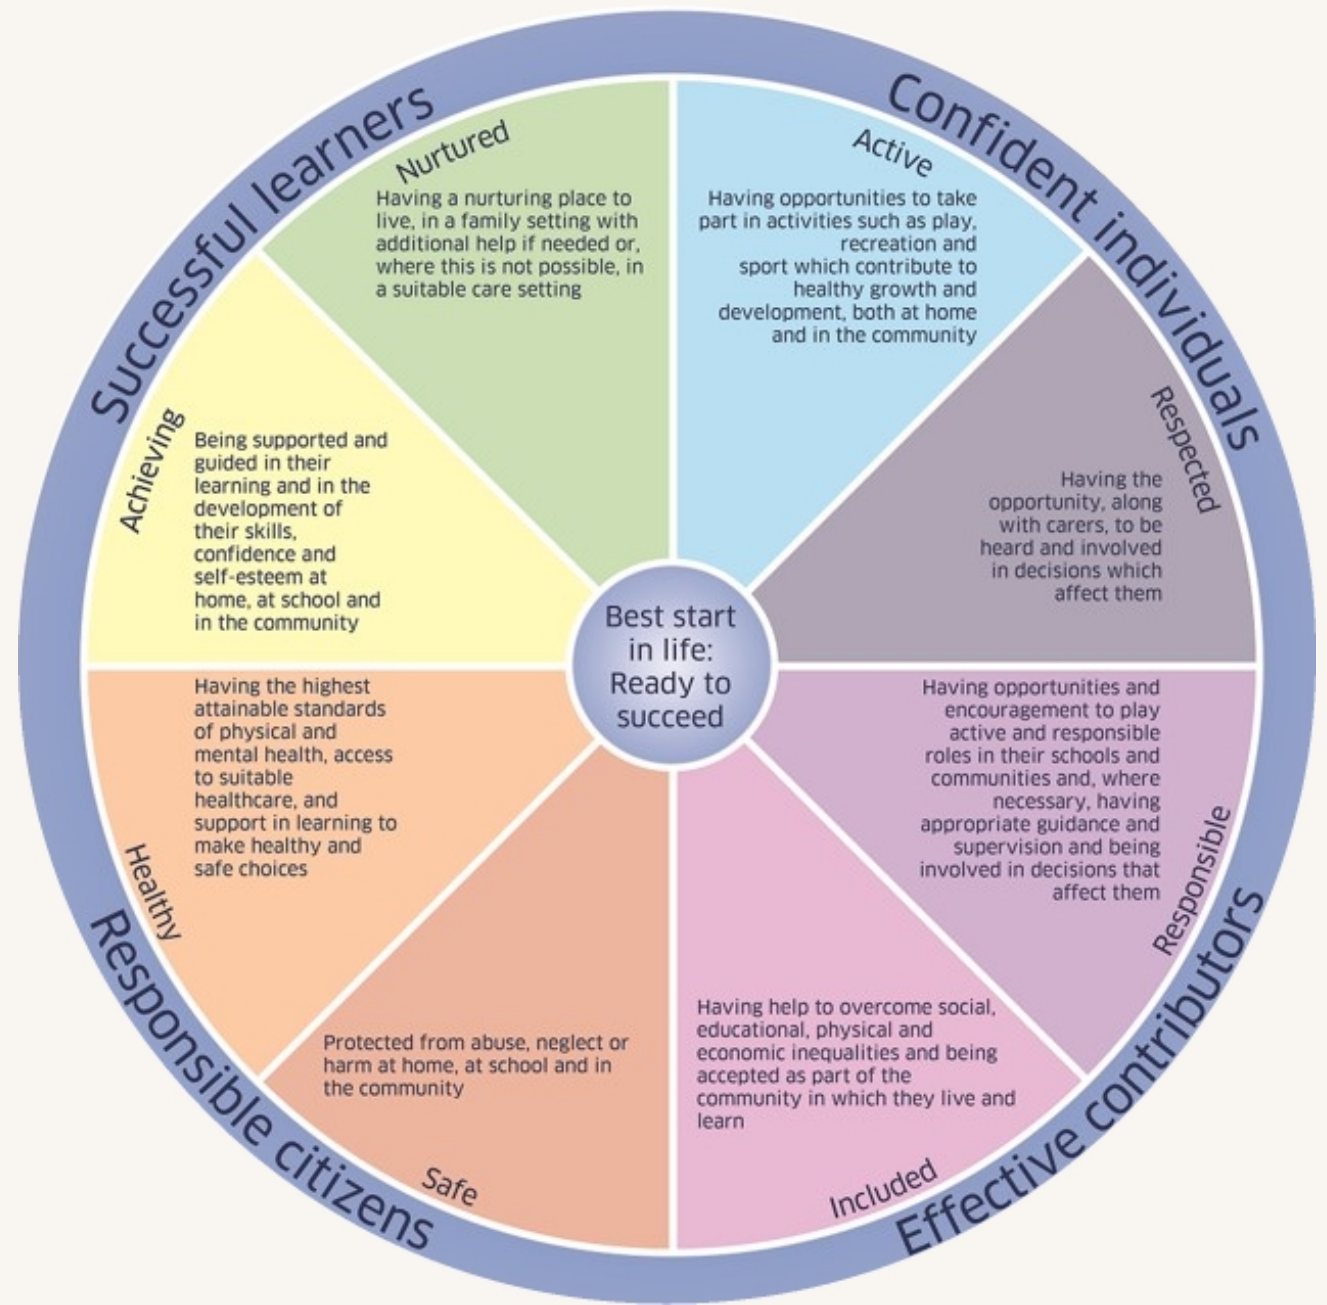 Successful learners
Confident individuals
Nurtured
Having a nurturing place to
live, in a family setting with
additional help if needed or,
where this is not possible, in
a suitable care setting
Active
Having opportunities to take
part in activities such as play,
recreation and
sport which contribute to
healthy growth and
development, both at home
and in the community
Respected
Having the
opportunity, along
with carers, to be
heard and involved
in decisions which
affect them
Achieving
Being supported and
guided in their
learning and in the
development of
their skills,
confidence and
self-esteem at
home, at school and
in the community
Best start
in life:
Ready to
succeed
Having the highest
attainable standards
of physical and
mental health, access
to suitable
healthcare, and
support in learning to
make healthy and
safe choices
Healthy
Having opportunities and
encouragement to play
active and responsible
roles in their schools and
communities and, where
necessary, having
appropriate guidance and
supervision and being
involved in decisions that
affect them
Responsible
Protected from abuse, neglect or
harm at home, at school and in
the community
Safe
Having help to overcome social,
educational, physical and
economic inequalities and being
accepted as part of the
community in which they live and
learn
Included
Responsible citizens
Effective contributors